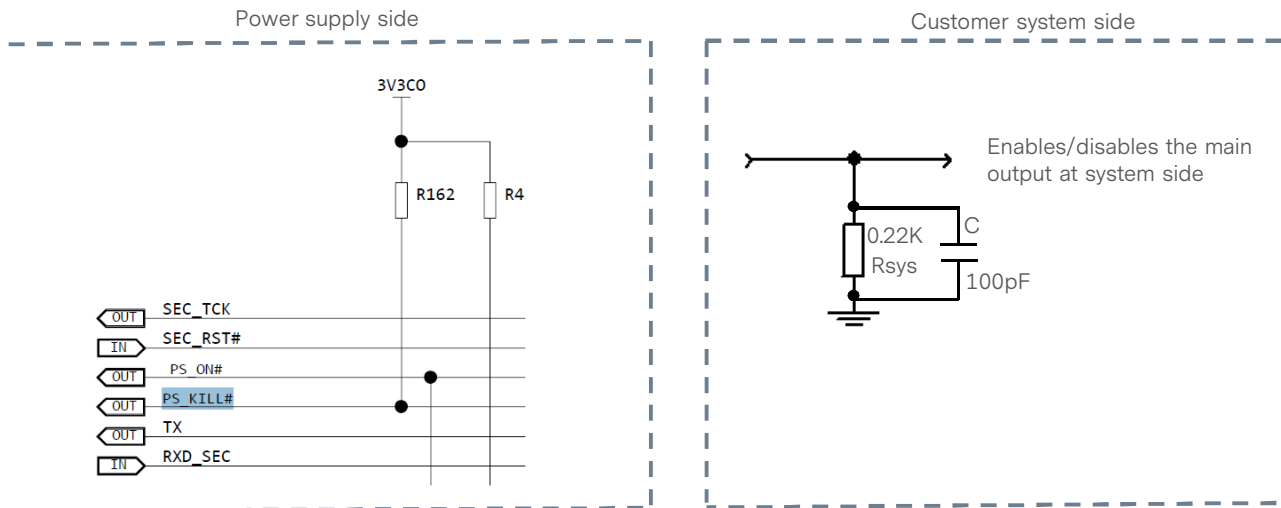 Power supply side
Customer system side
3V3CO
R162
R4
Enables/disables the main
output at system side
0.22K
Rsys
C
100pF
OUT SEC_TCK
IN SEC_RST#
OUT PS_ON#
OUT PS_KILL#
OUT TX
IN RXD_SEC